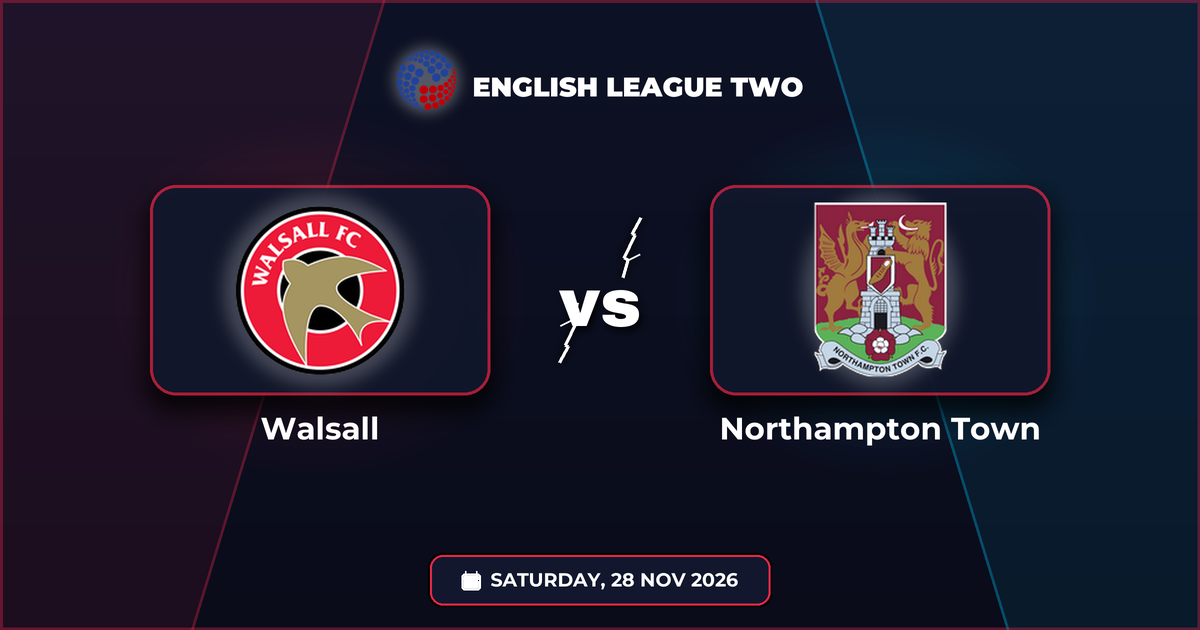 ENGLISH LEAGUE TWO
WALSALL FC
vs
NORTHAMPTON TOWN F.C.
Walsall
Northampton Town
SATURDAY, 28 NOV 2026